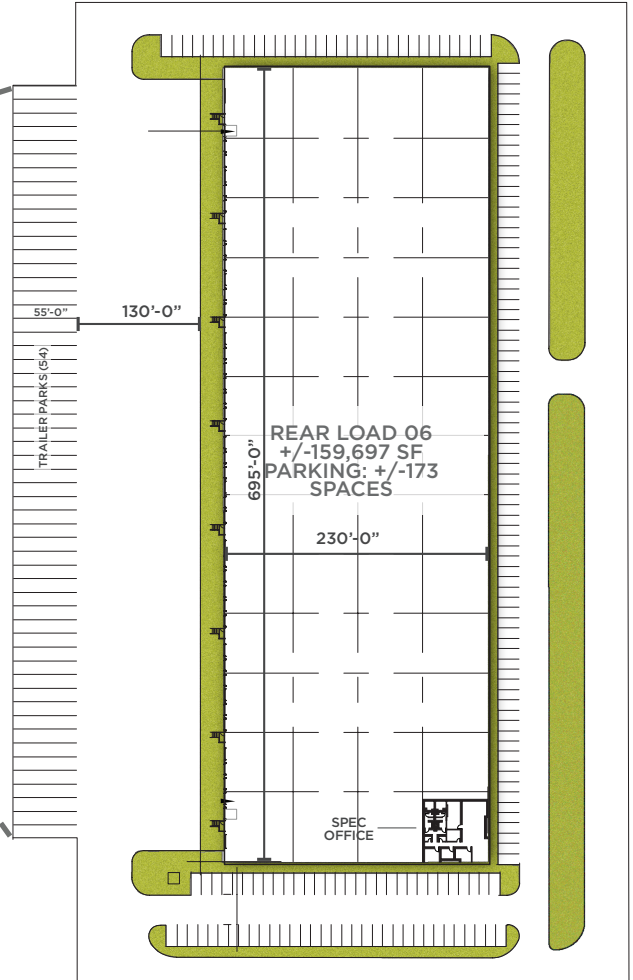 55'-0”
130'-0”
TRAILER PARKS (54)
REAR LOAD 06
+/-159,697 SF
PARKING: +/-173
SPACES
695'-0”
230'-0”
SPEC
OFFICE